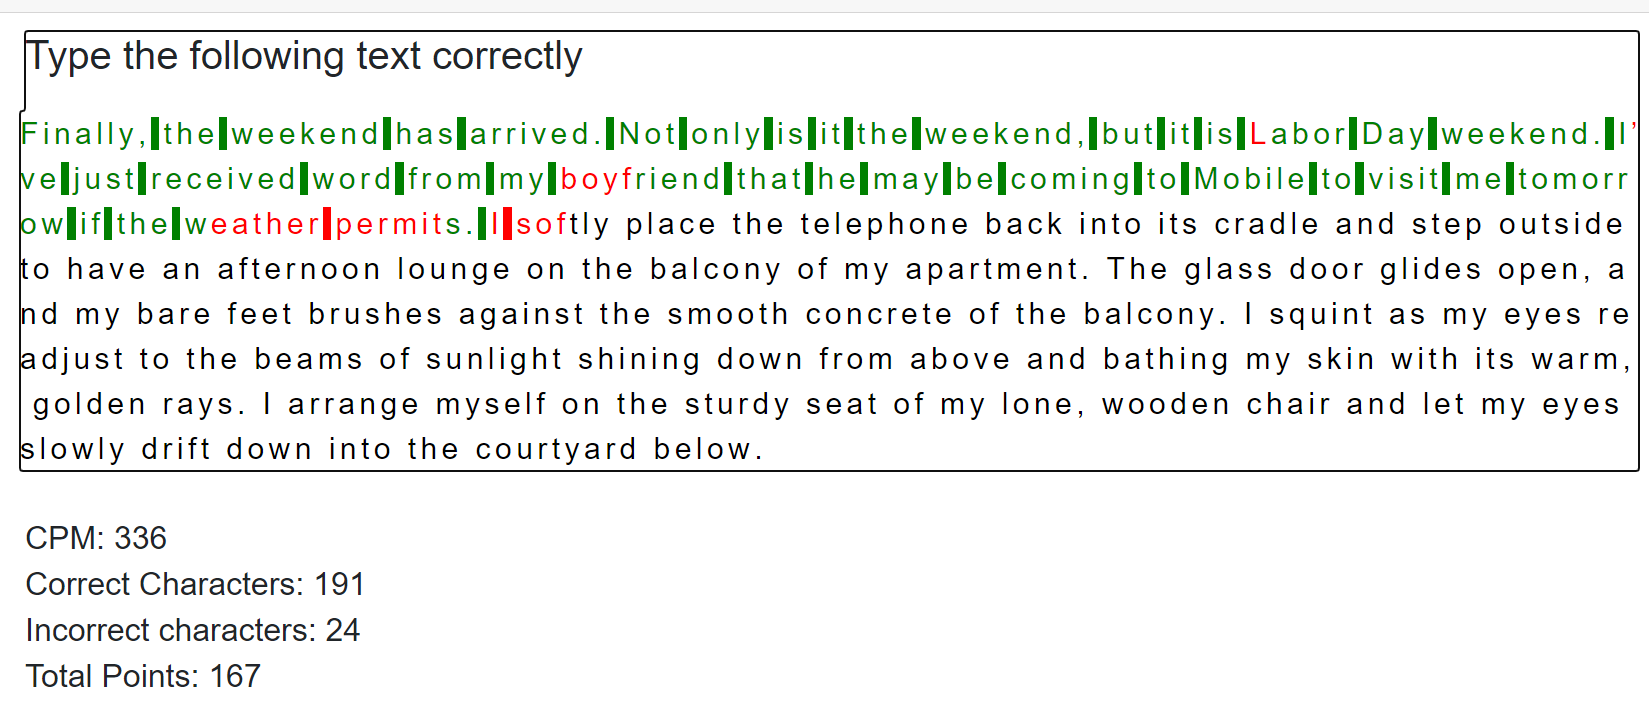 Type the following text correctly
Finally, the weekend has arrived. Not only is it the weekend, but it is Labor Day weekend. I’
ve just received word from my boyfriend that he may be coming to Mobile to visit me tomorr
ow if the weather permits. I softly place the telephone back into its cradle and step outside
to have an afternoon lounge on the balcony of my apartment. The glass door glides open, a
nd my bare feet brushes against the smooth concrete of the balcony. I squint as my eyes re
adjust to the beams of sunlight shining down from above and bathing my skin with its warm,
golden rays. I arrange myself on the sturdy seat of my lone, wooden chair and let my eyes
slowly drift down into the courtyard below.
CPM: 336
Correct Characters: 191
Incorrect characters: 24
Total Points: 167